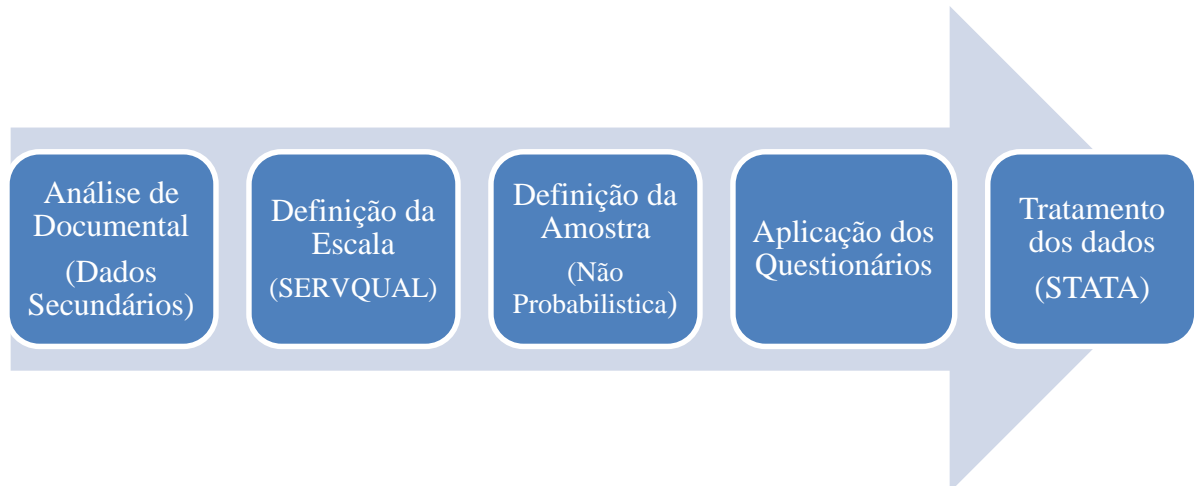 Análise de
Documental
(Dados
Secundários)
Definição da
Escala
(SERVQUAL)
Definição da
Amostra
(Não
Probabilistica)
Aplicação dos
Questionários
Tratamento
dos dados
(STATA)